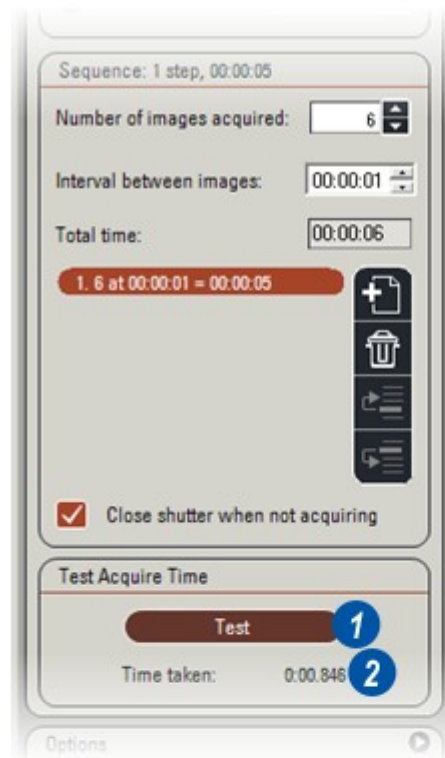 Sequence: 1 step, 00:00:05
Number of images acquired: 6
Interval between images: 00:00:01
Total time: 00:00:06
1. 6 at 00:00:01 = 00:00:05
Close shutter when not acquiring
Test Acquire Time
Test 1
Time taken: 0:00.846 2
Options